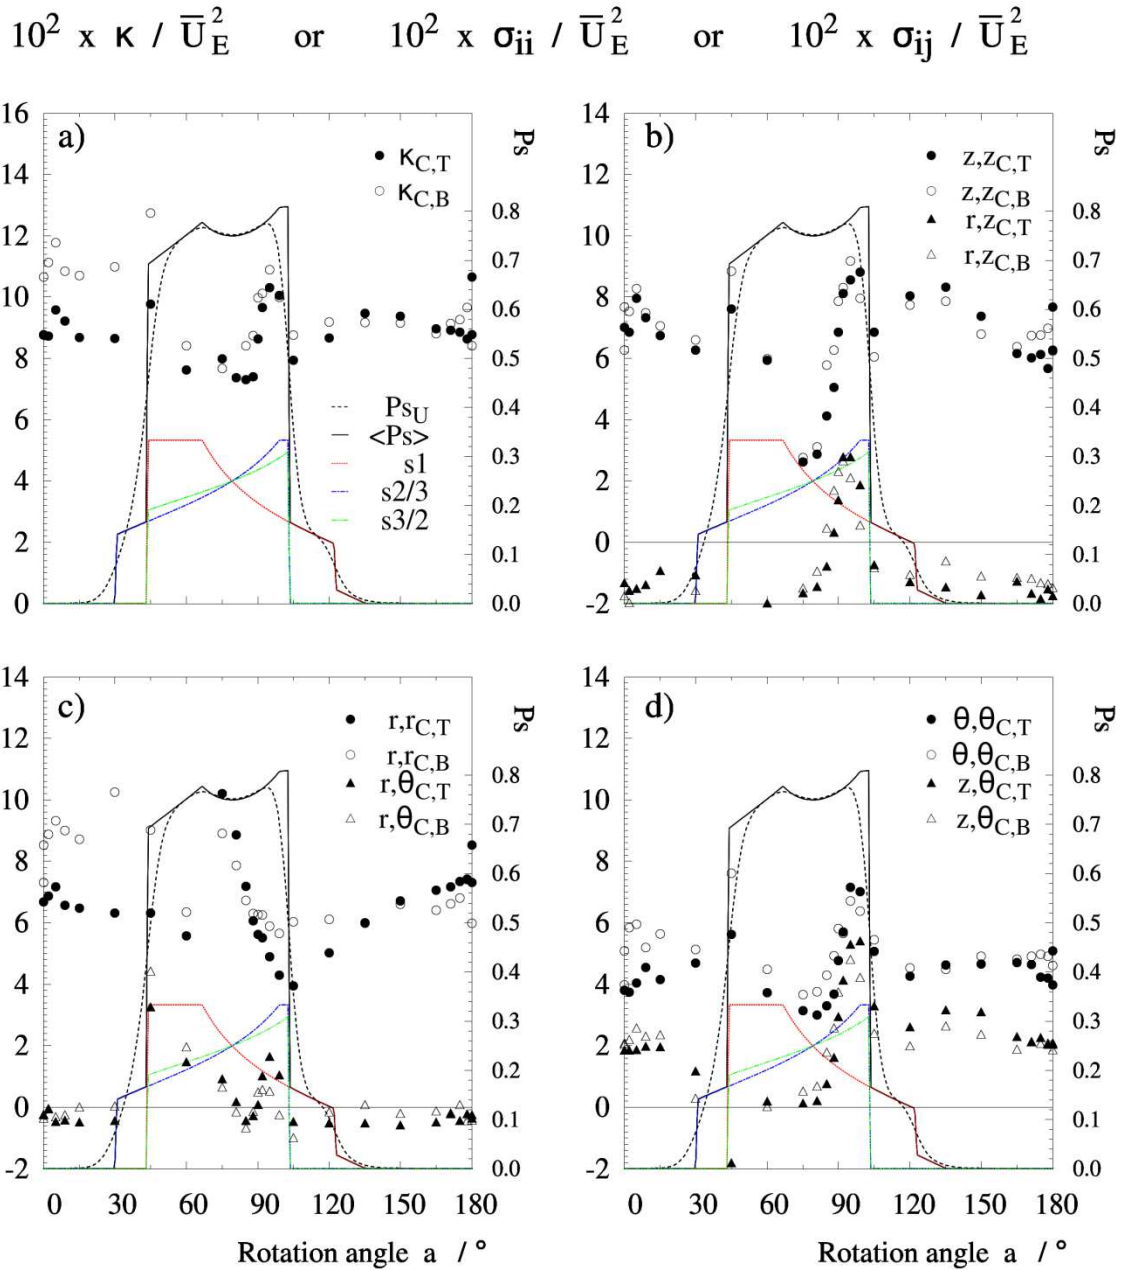 10² x κ / U̅_E² or 10² x σ_ii / U̅_E² or 10² x σ_ij / U̅_E²
a)
κ_C,T
κ_C,B
Ps_U
<Ps>
s1
s2/3
s3/2
16
14
12
10
8
6
4
2
0
Ps
0.8
0.7
0.6
0.5
0.4
0.3
0.2
0.1
0.0
b)
z,z_C,T
z,z_C,B
r,z_C,T
r,z_C,B
14
12
10
8
6
4
2
0
-2
Ps
0.8
0.7
0.6
0.5
0.4
0.3
0.2
0.1
0.0
c)
r,r_C,T
r,r_C,B
r,θ_C,T
r,θ_C,B
14
12
10
8
6
4
2
0
-2
Ps
0.8
0.7
0.6
0.5
0.4
0.3
0.2
0.1
0.0
0 30 60 90 120 150 180
Rotation angle a / °
d)
θ,θ_C,T
θ,θ_C,B
z,θ_C,T
z,θ_C,B
14
12
10
8
6
4
2
0
-2
Ps
0.8
0.7
0.6
0.5
0.4
0.3
0.2
0.1
0.0
0 30 60 90 120 150 180
Rotation angle a / °